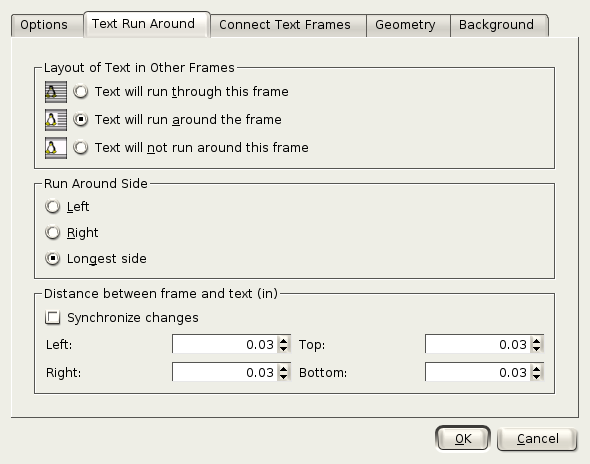 Options Text Run Around Connect Text Frames Geometry Background
Layout of Text in Other Frames
Text will run through this frame
Text will run around the frame
Text will not run around this frame
Run Around Side
Left
Right
Longest side
Distance between frame and text (in)
Synchronize changes
Left: 0.03 Top: 0.03
Right: 0.03 Bottom: 0.03
OK Cancel